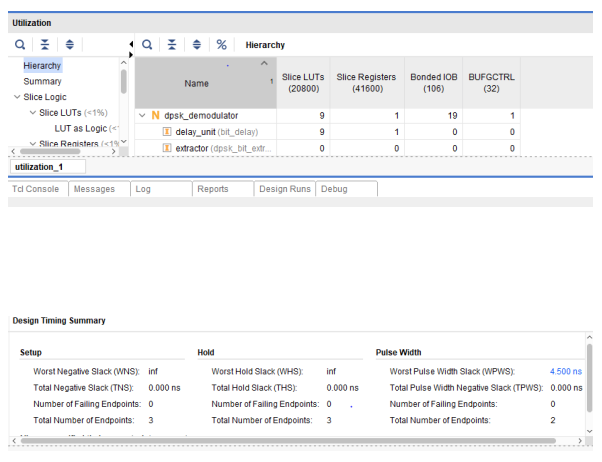 Utilization
Hierarchy
Hierarchy
Summary
Slice Logic
Slice LUTs (<1%)
LUT as Logic (<
Slice Registers (<1%
Name 1 Slice LUTs (20800) Slice Registers (41600) Bonded IOB (106) BUFGCTRL (32)
N dpsk_demodulator 9 1 19 1
delay_unit (bit_delay) 9 1 0 0
extractor (dpsk_bit_extr... 0 0 0 0
utilization_1
Tcl Console Messages Log Reports Design Runs Debug
Design Timing Summary
Setup Hold Pulse Width
Worst Negative Slack (WNS): inf Worst Hold Slack (WHS): inf Worst Pulse Width Slack (WPWS): 4.500 ns
Total Negative Slack (TNS): 0.000 ns Total Hold Slack (THS): 0.000 ns Total Pulse Width Negative Slack (TPWS): 0.000 ns
Number of Failing Endpoints: 0 Number of Failing Endpoints: 0 Number of Failing Endpoints: 0
Total Number of Endpoints: 3 Total Number of Endpoints: 3 Total Number of Endpoints: 2